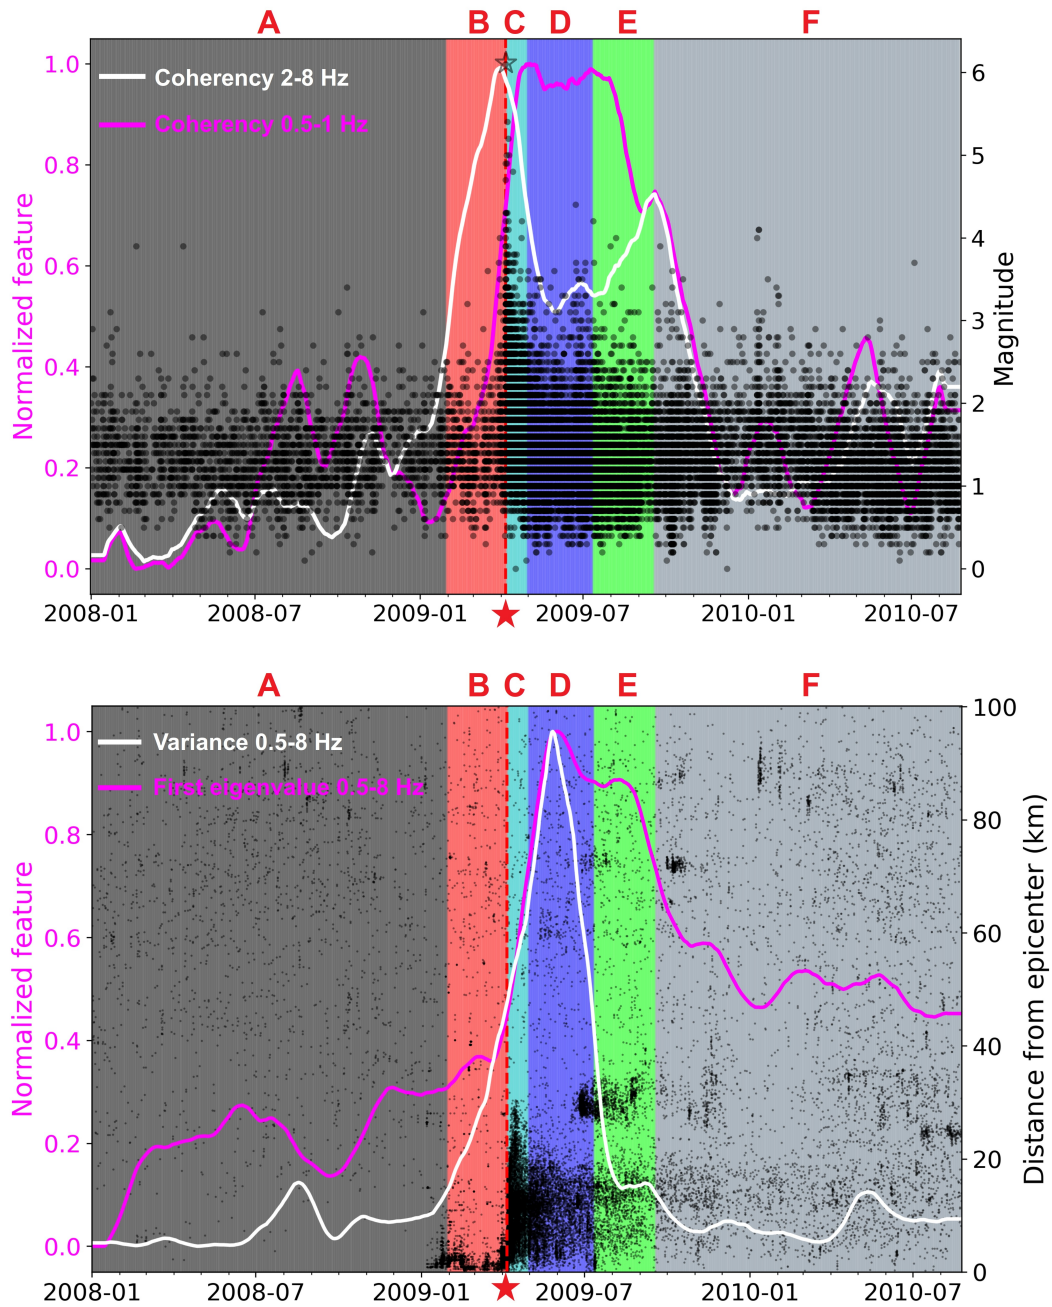 A B C D E F
Coherency 2-8 Hz
Coherency 0.5-1 Hz
Normalized feature
1.0
0.8
0.6
0.4
0.2
0.0
6
5
4
3
2
1
0
Magnitude
2008-01 2008-07 2009-01 2009-07 2010-01 2010-07
A B C D E F
Variance 0.5-8 Hz
First eigenvalue 0.5-8 Hz
Normalized feature
1.0
0.8
0.6
0.4
0.2
0.0
100
80
60
40
20
0
Distance from epicenter (km)
2008-01 2008-07 2009-01 2009-07 2010-01 2010-07